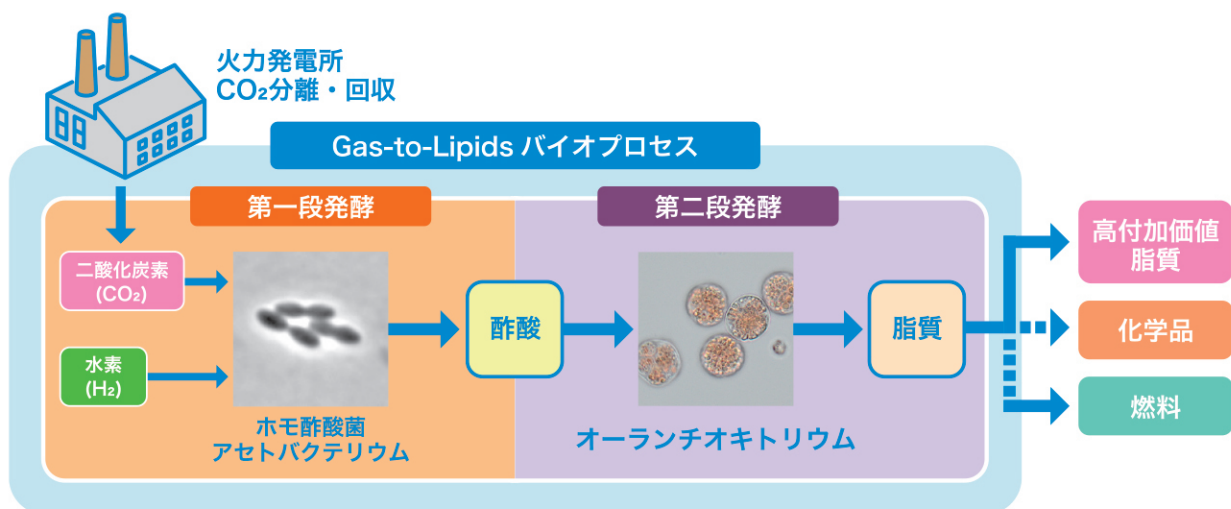 火力発電所
CO₂分離・回収
Gas-to-Lipids バイオプロセス
第一段発酵
第二段発酵
二酸化炭素
(CO₂)
水素
(H₂)
ホモ酢酸菌
アセトバクテリウム
酢酸
オーランチオキトリウム
脂質
高付加価値
脂質
化学品
燃料